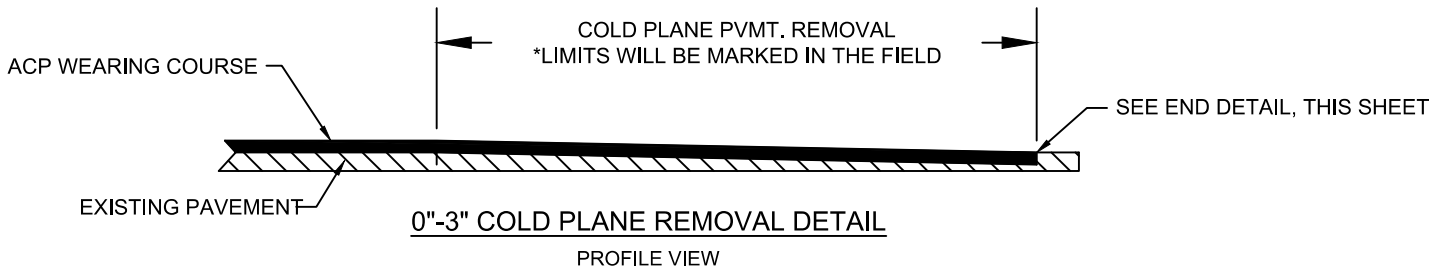 COLD PLANE PVMT. REMOVAL
*LIMITS WILL BE MARKED IN THE FIELD
ACP WEARING COURSE
SEE END DETAIL, THIS SHEET
EXISTING PAVEMENT
0"-3" COLD PLANE REMOVAL DETAIL
PROFILE VIEW